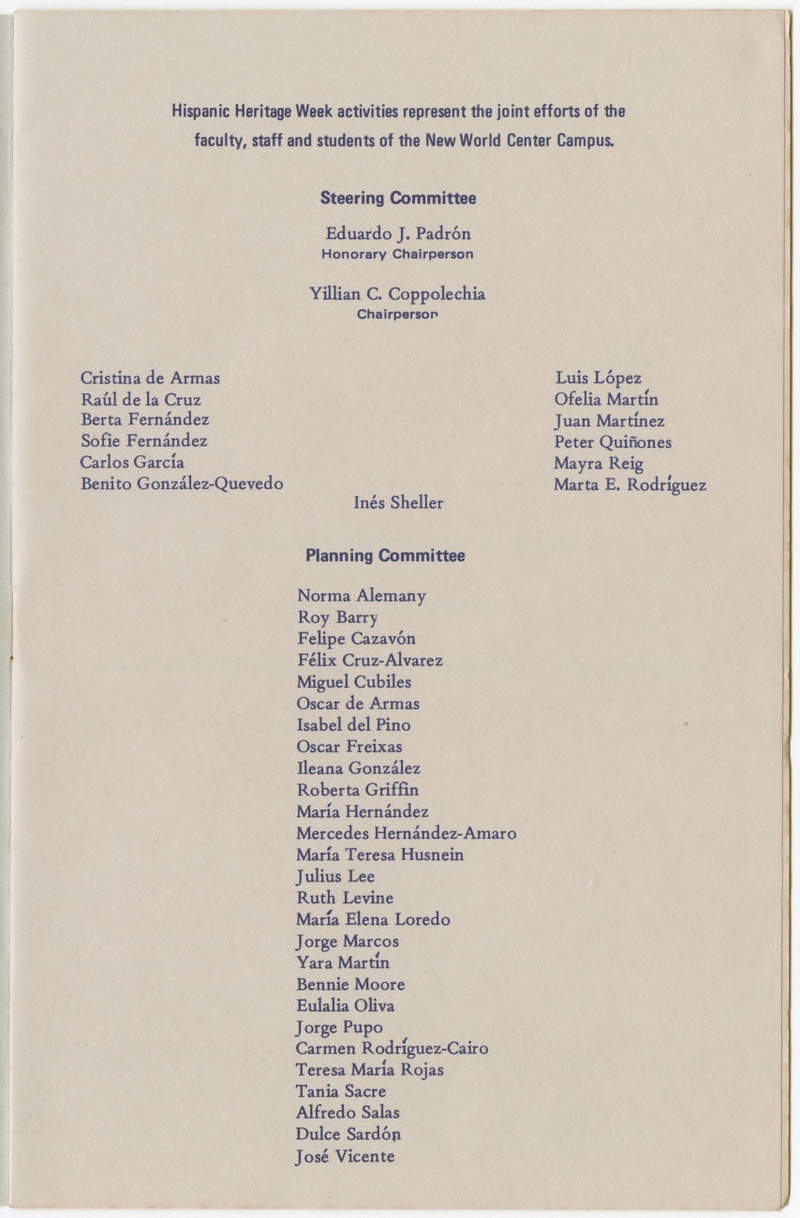 Hispanic Heritage Week activities represent the joint efforts of the
faculty, staff and students of the New World Center Campus.
Steering Committee
Eduardo J. Padrón
Honorary Chairperson
Yillian C. Coppolechia
Chairperson
Cristina de Armas
Raúl de la Cruz
Berta Fernández
Sofie Fernández
Carlos García
Benito González-Quevedo
Luis López
Ofelia Martín
Juan Martínez
Peter Quiñones
Mayra Reig
Marta E. Rodríguez
Inés Sheller
Planning Committee
Norma Alemany
Roy Barry
Felipe Cazavón
Félix Cruz-Alvarez
Miguel Cubiles
Oscar de Armas
Isabel del Pino
Oscar Freixas
Ileana González
Roberta Griffin
María Hernández
Mercedes Hernández-Amaro
María Teresa Husnein
Julius Lee
Ruth Levine
María Elena Loredo
Jorge Marcos
Yara Martín
Bennie Moore
Eulalia Oliva
Jorge Pupo
Carmen Rodríguez-Cairo
Teresa María Rojas
Tania Sacre
Alfredo Salas
Dulce Sardón
José Vicente